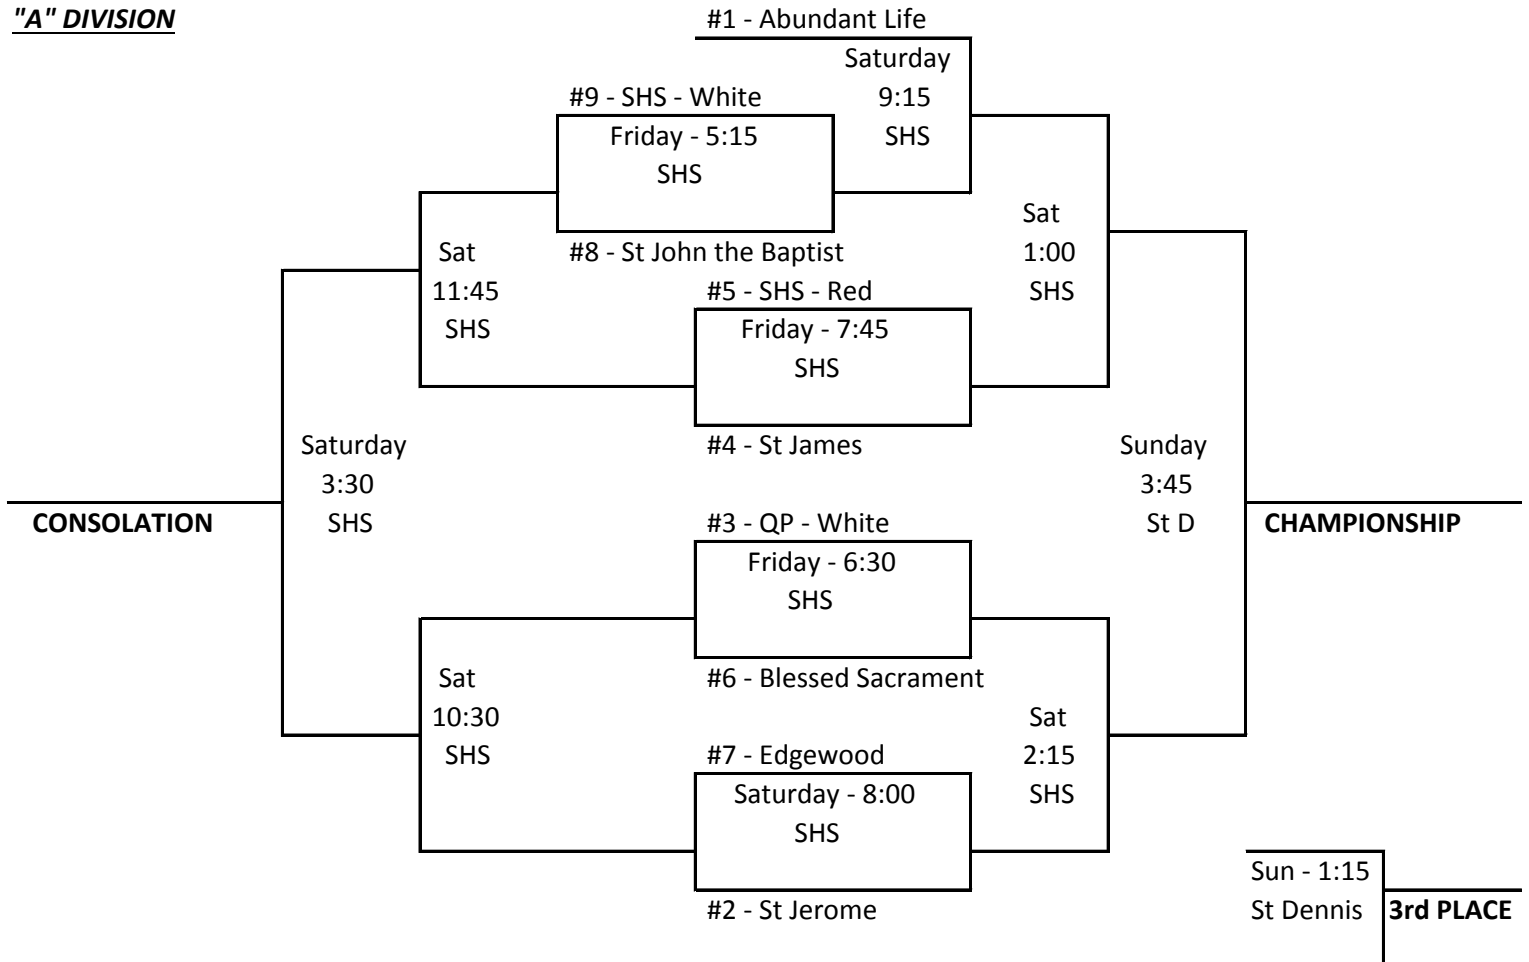 "A" DIVISION
#1 - Abundant Life
Saturday
9:15
SHS
#9 - SHS - White
Friday - 5:15
SHS
#8 - St John the Baptist
Sat
11:45
SHS
Sat
1:00
SHS
#5 - SHS - Red
Friday - 7:45
SHS
#4 - St James
Saturday
3:30
SHS
CONSOLATION
Sunday
3:45
St D
CHAMPIONSHIP
#3 - QP - White
Friday - 6:30
SHS
#6 - Blessed Sacrament
Sat
10:30
SHS
Sat
2:15
SHS
#7 - Edgewood
Saturday - 8:00
SHS
#2 - St Jerome
Sun - 1:15
St Dennis
3rd PLACE